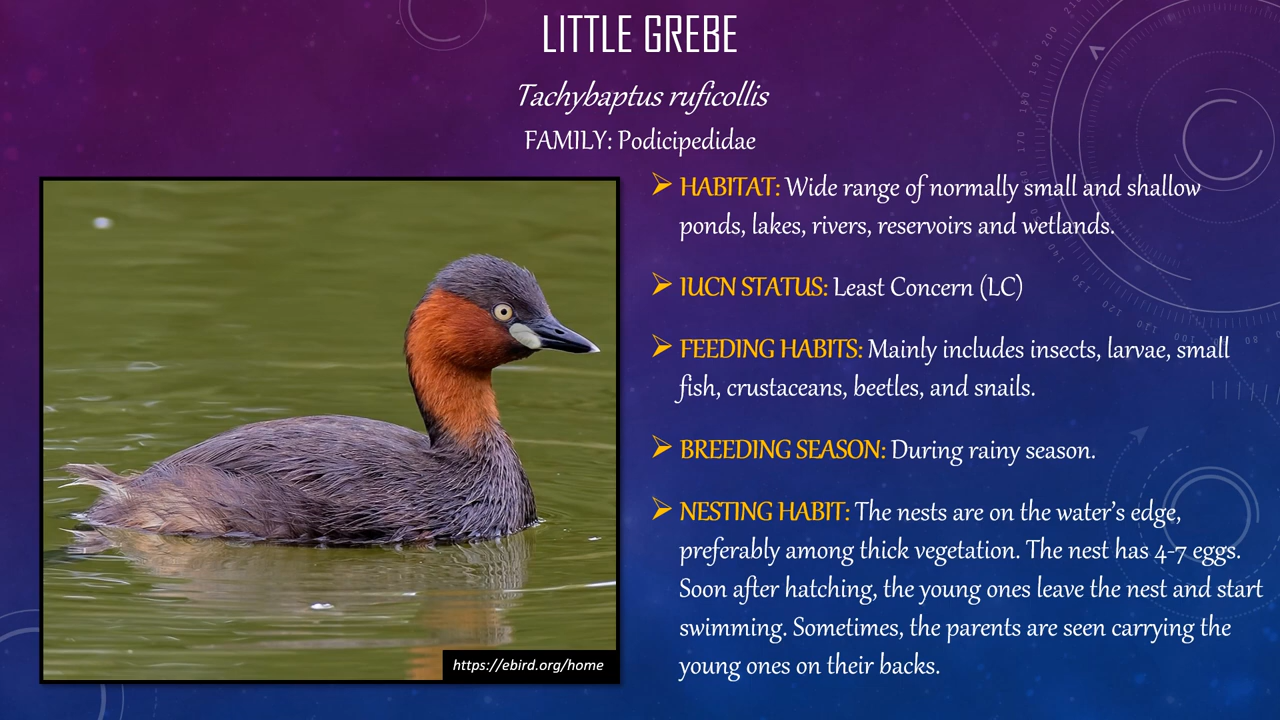 LITTLE GREBE
Tachybaptus ruficollis
FAMILY: Podicipedidae
HABITAT: Wide range of normally small and shallow
ponds, lakes, rivers, reservoirs and wetlands.
IUCN STATUS: Least Concern (LC)
FEEDING HABITS: Mainly includes insects, larvae, small
fish, crustaceans, beetles, and snails.
BREEDING SEASON: During rainy season.
NESTING HABIT: The nests are on the water’s edge,
preferably among thick vegetation. The nest has 4-7 eggs.
Soon after hatching, the young ones leave the nest and start
swimming. Sometimes, the parents are seen carrying the
young ones on their backs.
https://ebird.org/home